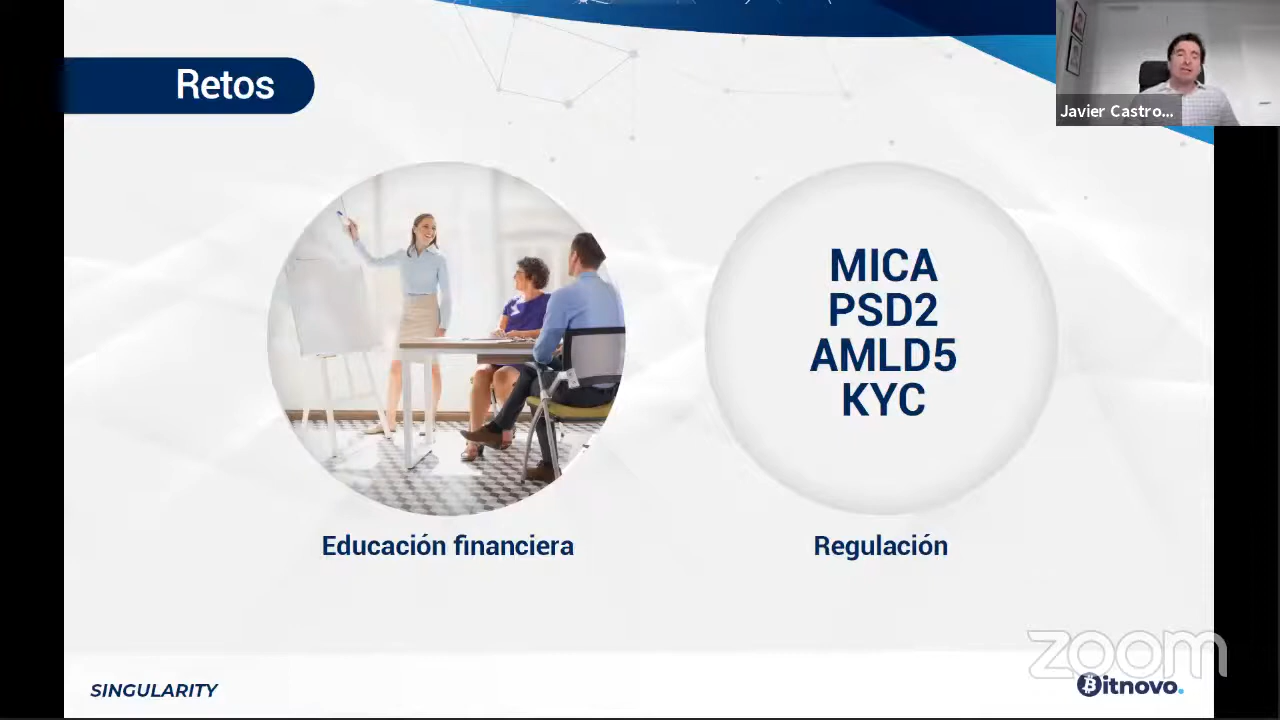 Retos
Javier Castro...
MICA
PSD2
AMLD5
KYC
Educación financiera
Regulación
zoom
SINGULARITY
Bitnovo.